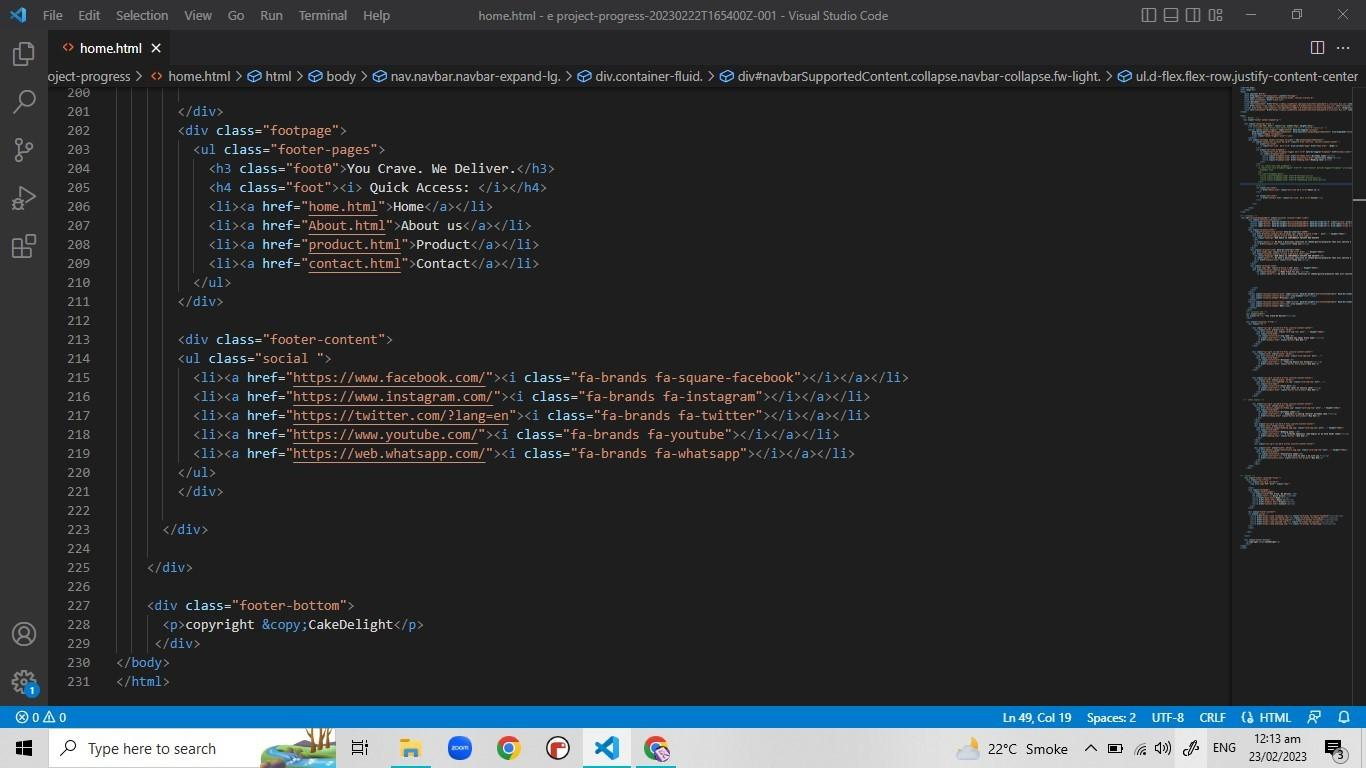 File Edit Selection View Go Run Terminal Help home.html - e project-progress-20230222T165400Z-001 - Visual Studio Code
<> home.html ×
oject-progress > <> home.html > html > body > nav.navbar.navbar-expand-lg. > div.container-fluid. > div#navbarSupportedContent.collapse.navbar-collapse.fw-light. > ul.d-flex.flex-row.justify-content-center
200
201 </div>
202 <div class="footpage">
203 <ul class="footer-pages">
204 <h3 class="foot0">You Crave. We Deliver.</h3>
205 <h4 class="foot"><i> Quick Access: </i></h4>
206 <li><a href="home.html">Home</a></li>
207 <li><a href="About.html">About us</a></li>
208 <li><a href="product.html">Product</a></li>
209 <li><a href="contact.html">Contact</a></li>
210 </ul>
211 </div>
212
213 <div class="footer-content">
214 <ul class="social ">
215 <li><a href="https://www.facebook.com/"><i class="fa-brands fa-square-facebook"></i></a></li>
216 <li><a href="https://www.instagram.com/"><i class="fa-brands fa-instagram"></i></a></li>
217 <li><a href="https://twitter.com/?lang=en"><i class="fa-brands fa-twitter"></i></a></li>
218 <li><a href="https://www.youtube.com/"><i class="fa-brands fa-youtube"></i></a></li>
219 <li><a href="https://web.whatsapp.com/"><i class="fa-brands fa-whatsapp"></i></a></li>
220 </ul>
221 </div>
222
223 </div>
224
225 </div>
226
227 <div class="footer-bottom">
228 <p>copyright &copy;CakeDelight</p>
229 </div>
230 </body>
231 </html>
1
0 0 Ln 49, Col 19 Spaces: 2 UTF-8 CRLF HTML
Type here to search zoom 22°C Smoke ENG 12:13 am
23/02/2023 3